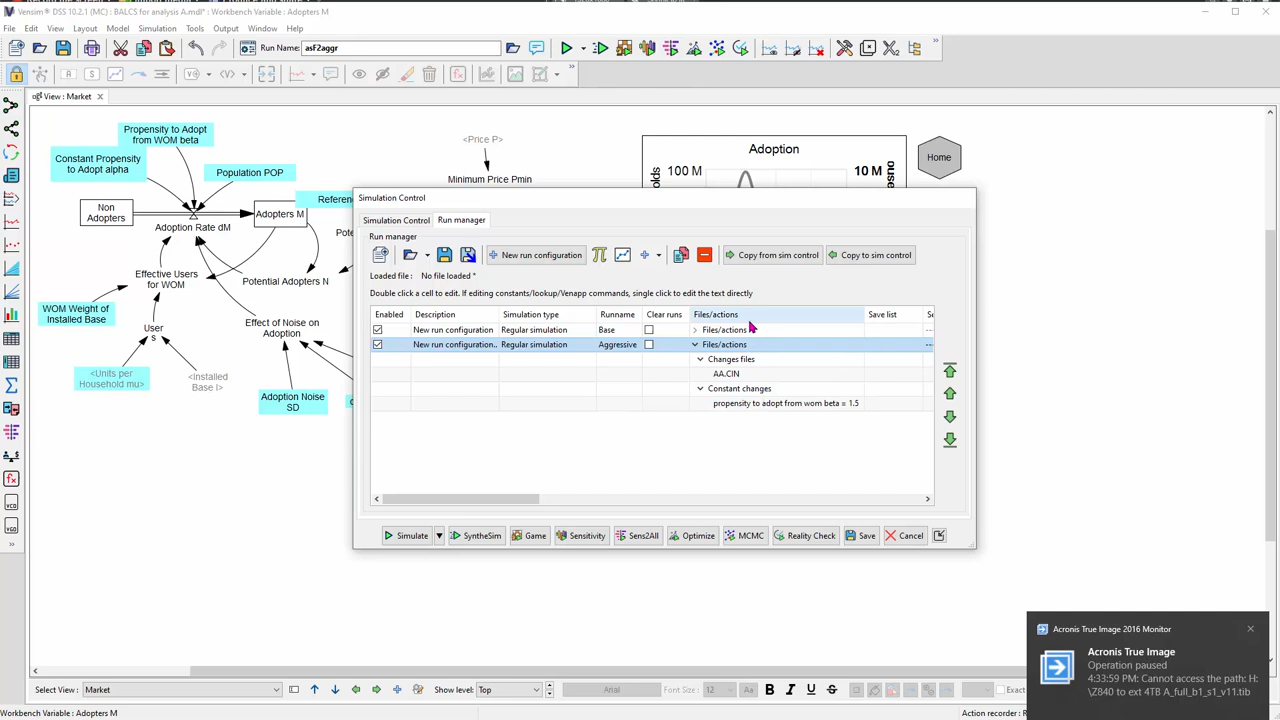 Vensim® DSS 10.2.1 (MC) : BALCS for analysis A.mdl* : Workbench Variable: Adopters M
File Edit View Layout Model Simulation Tools Output Window Help
Run Name: asF2aggr
View : Market
Propensity to Adopt
from WOM beta
Constant Propensity
to Adopt alpha
Population POP
Non
Adopters
Adopters M
Adoption Rate dM
Effective Users
for WOM
Potential Adopters N
WOM Weight of
Installed Base
User
s
Effect of Noise on
Adoption
<Units per
Household mu>
<Installed
Base I>
Adoption Noise
SD
<Price P>
Minimum Price Pmin
Adoption
100 M
10 M
Home
Simulation Control
Simulation Control Run manager
Run manager
New run configuration Copy from sim control Copy to sim control
Loaded file : No file loaded *
Double click a cell to edit. If editing constants/lookup/Venapp commands, single click to edit the text directly
Enabled Description Simulation type Runname Clear runs Files/actions Save list Se
New run configuration Regular simulation Base Files/actions
New run configuration.. Regular simulation Aggressive Files/actions
Changes files
AA.CIN
Constant changes
propensity to adopt from wom beta = 1.5
Simulate SyntheSim Game Sensitivity Sens2All Optimize MCMC Reality Check Save Cancel
Acronis True Image 2016 Monitor
Acronis True Image
Operation paused
4:33:59 PM: Cannot access the path: H:
\Z840 to ext 4TB A_full_b1_s1_v11.tib
Select View : Market Show level: Top Arial Font Size: 12 Aa B I U S Exact
Workbench Variable : Adopters M Action recorder : R